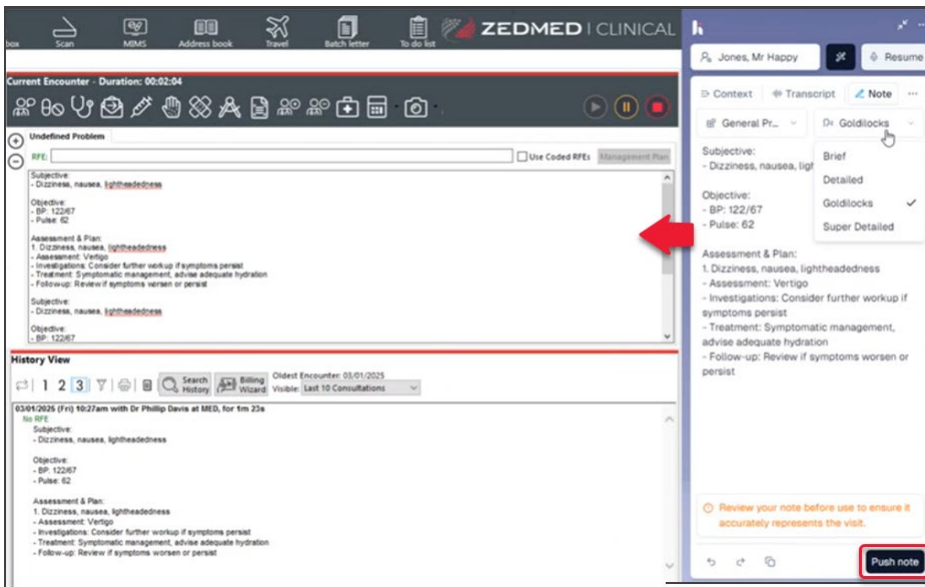 box
Scan
MIMS
Address book
Travel
Batch letter
To do list
ZEDMED | CLINICAL
Current Encounter - Duration: 00:02:04
Undefined Problem
RFE:
Use Coded RFEs
Management Plan
Subjective:
- Dizziness, nausea, lightheadedness
Objective:
- BP: 122/67
- Pulse: 62
Assessment & Plan:
1. Dizziness, nausea, lightheadedness
- Assessment: Vertigo
- Investigations: Consider further workup if symptoms persist
- Treatment: Symptomatic management, advise adequate hydration
- Follow-up: Review if symptoms worsen or persist
Subjective:
- Dizziness, nausea, lightheadedness
Objective:
- BP: 122/67
History View
1 2 3
Search History
Billing Wizard
Oldest Encounter: 03/01/2025
Visible: Last 10 Consultations
03/01/2025 (Fri) 10:27am with Dr Phillip Davis at MED, for 1m 23s
No RFE
Subjective:
- Dizziness, nausea, lightheadedness
Objective:
- BP: 122/67
- Pulse: 62
Assessment & Plan:
1. Dizziness, nausea, lightheadedness
- Assessment: Vertigo
- Investigations: Consider further workup if symptoms persist
- Treatment: Symptomatic management, advise adequate hydration
- Follow-up: Review if symptoms worsen or persist
Jones, Mr Happy
Resume
Context
Transcript
Note
General Pr...
Goldilocks
Brief
Detailed
Goldilocks
Super Detailed
Subjective:
- Dizziness, nausea, ligh
Objective:
- BP: 122/67
- Pulse: 62
Assessment & Plan:
1. Dizziness, nausea, lightheadedness
- Assessment: Vertigo
- Investigations: Consider further workup if
symptoms persist
- Treatment: Symptomatic management,
advise adequate hydration
- Follow-up: Review if symptoms worsen or
persist
Review your note before use to ensure it
accurately represents the visit.
Push note